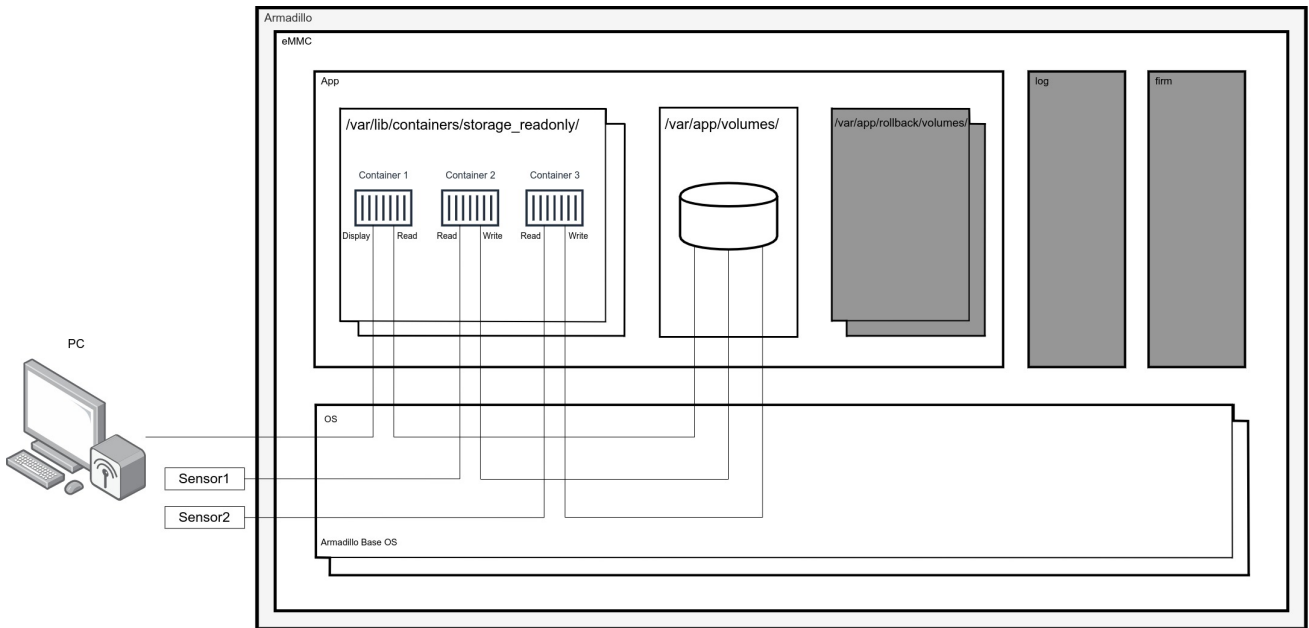 Armadillo
eMMC
App
log
firm
/var/lib/containers/storage_readonly/
/var/app/volumes/
/var/app/rollback/volumes/
Container 1
Container 2
Container 3
Display
Read
Read
Write
Read
Write
PC
OS
Sensor1
Sensor2
Armadillo Base OS